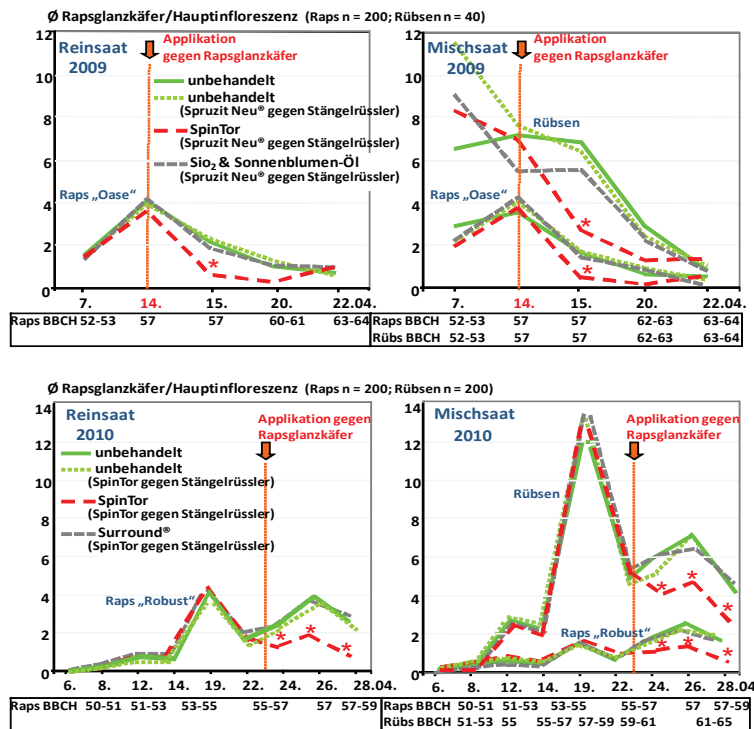 Ø Rapsglanzkäfer/Hauptinfloreszenz (Raps n = 200; Rübsen n = 40)
Reinsaat
2009
Applikation
gegen Rapsglanzkäfer
unbehandelt
unbehandelt
(Spruzit Neu® gegen Stängelrüssler)
SpinTor
(Spruzit Neu® gegen Stängelrüssler)
Sio₂ & Sonnenblumen-Öl
(Spruzit Neu® gegen Stängelrüssler)
Raps „Oase“
*
12
10
8
6
4
2
0
7. 14. 15. 20. 22.04.
Raps BBCH 52-53 57 57 60-61 63-64
Mischsaat
2009
Applikation
gegen Rapsglanzkäfer
Rübsen
Raps „Oase“
*
*
12
10
8
6
4
2
0
7. 14. 15. 20. 22.04.
Raps BBCH 52-53 57 57 62-63 63-64
Rübs BBCH 52-53 57 57 62-63 63-64
Ø Rapsglanzkäfer/Hauptinfloreszenz (Raps n = 200; Rübsen n = 200)
Reinsaat
2010
Applikation gegen
Rapsglanzkäfer
unbehandelt
unbehandelt
(SpinTor gegen Stängelrüssler)
SpinTor
(SpinTor gegen Stängelrüssler)
Surround®
(SpinTor gegen Stängelrüssler)
Raps „Robust“
* * *
14
12
10
8
6
4
2
0
6. 8. 12. 14. 19. 22. 24. 26. 28.04.
Raps BBCH 50-51 51-53 53-55 55-57 57 57-59
Mischsaat
2010
Applikation gegen
Rapsglanzkäfer
Rübsen
Raps „Robust“
* * *
* * *
14
12
10
8
6
4
2
0
6. 8. 12. 14. 19. 22. 24. 26. 28.04.
Raps BBCH 50-51 51-53 53-55 55-57 57 57-59
Rübs BBCH 51-53 55 55-57 57-59 59-61 61-65